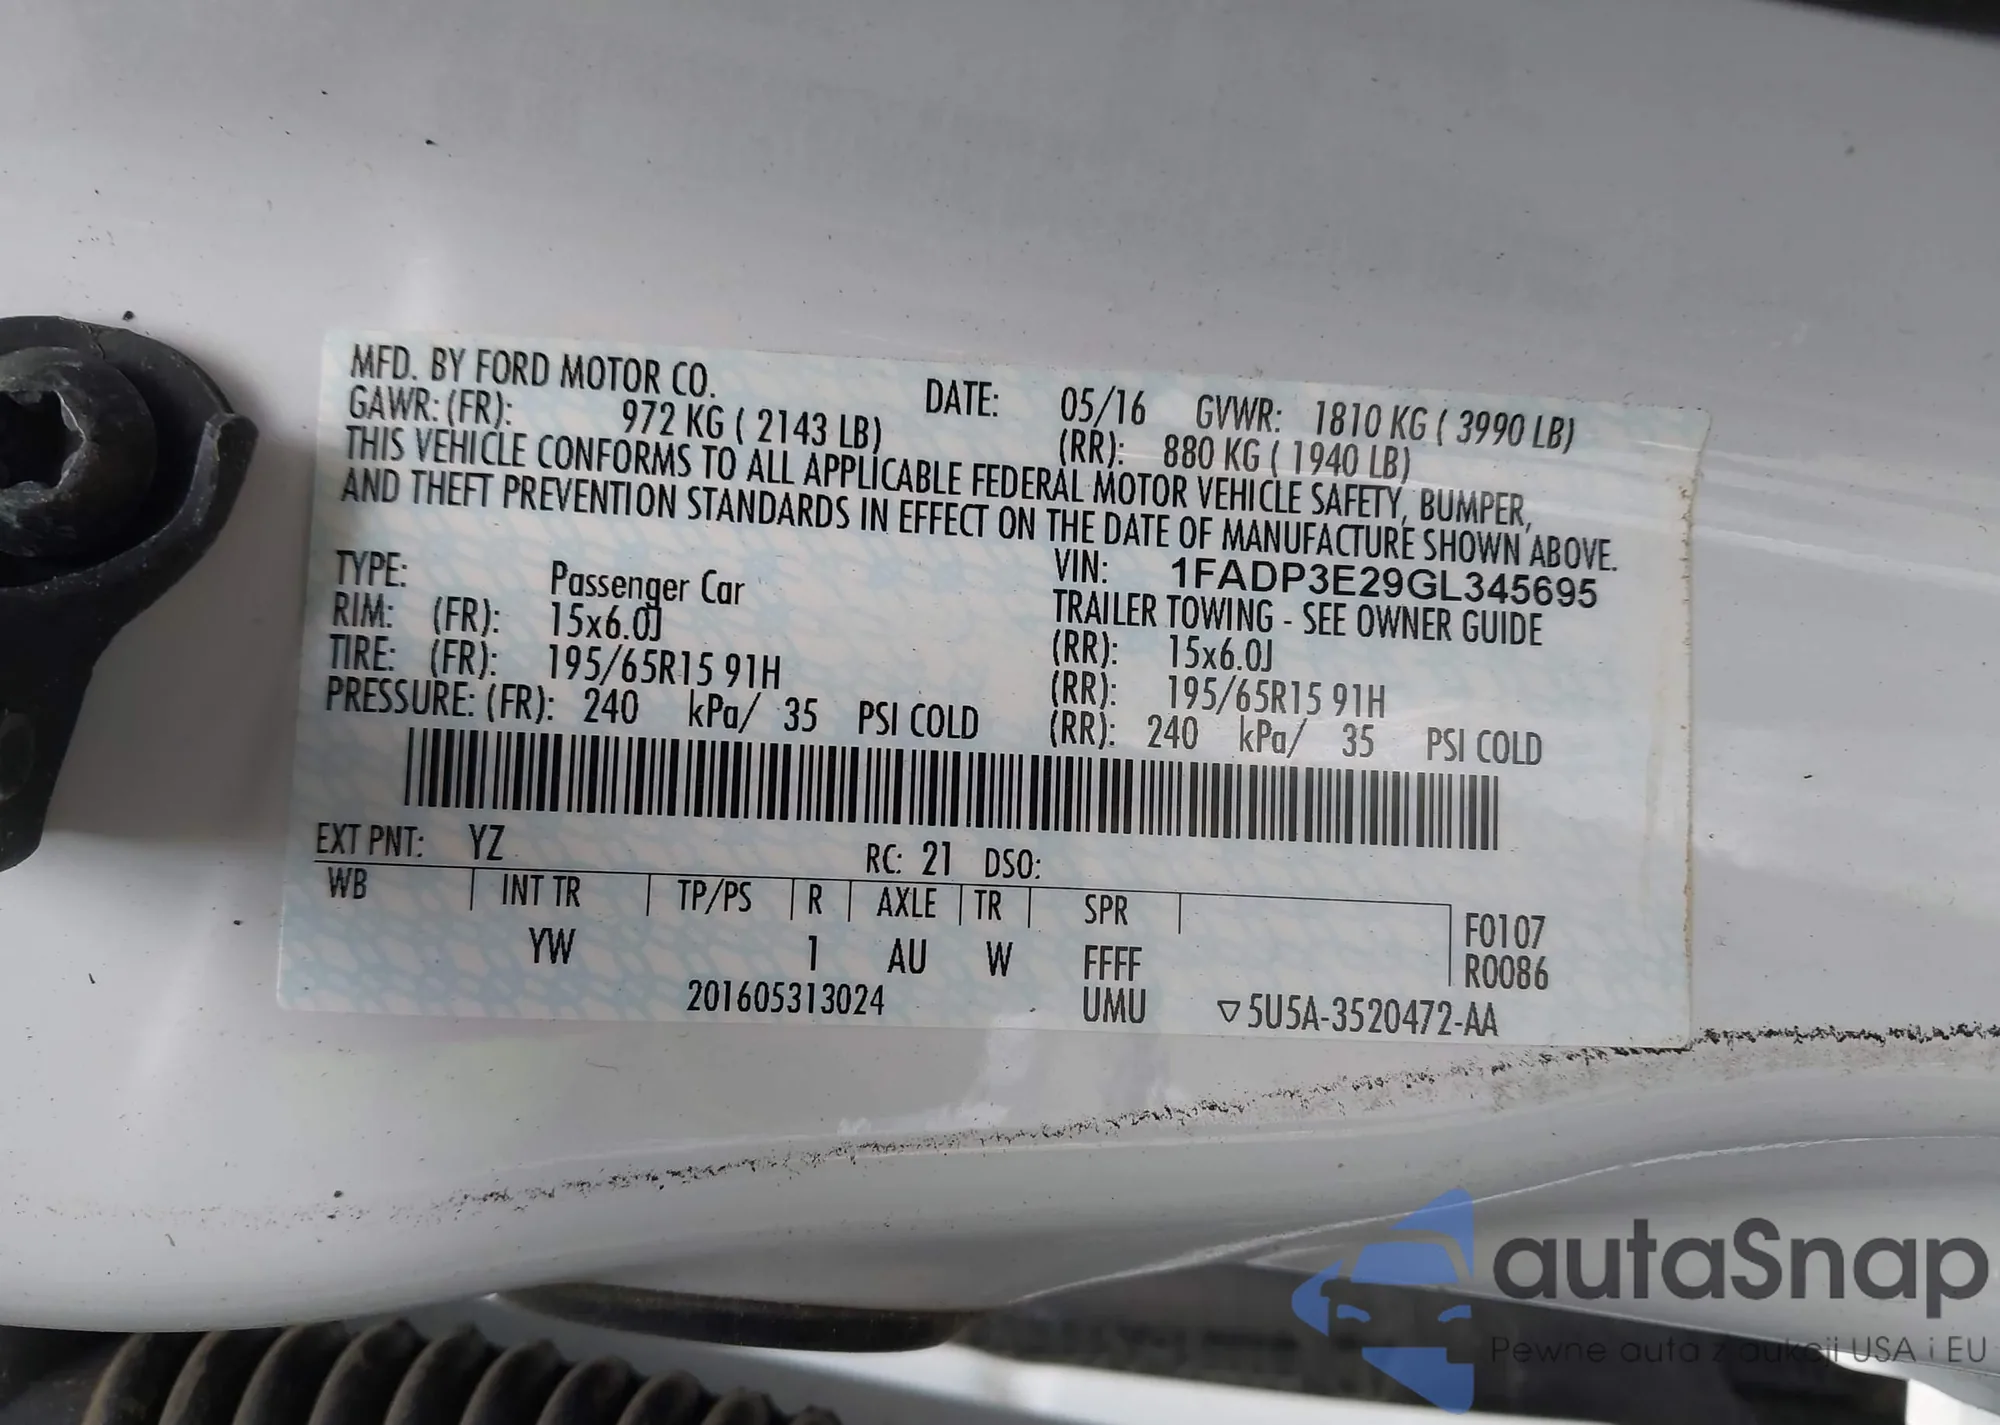 MFD. BY FORD MOTOR CO. DATE: 05/16 GVWR: 1810 KG ( 3990 LB)
GAWR: (FR): 972 KG ( 2143 LB) (RR): 880 KG ( 1940 LB)
THIS VEHICLE CONFORMS TO ALL APPLICABLE FEDERAL MOTOR VEHICLE SAFETY, BUMPER,
AND THEFT PREVENTION STANDARDS IN EFFECT ON THE DATE OF MANUFACTURE SHOWN ABOVE.
VIN: 1FADP3E29GL345695
TYPE: Passenger Car TRAILER TOWING - SEE OWNER GUIDE
RIM: (FR): 15x6.0J (RR): 15x6.0J
TIRE: (FR): 195/65R15 91H (RR): 195/65R15 91H
PRESSURE: (FR): 240 kPa/ 35 PSI COLD (RR): 240 kPa/ 35 PSI COLD
EXT PNT: YZ RC: 21 DSO:
WB INT TR TP/PS R AXLE TR SPR F0107
YW 1 AU W FFFF R0086
201605313024 UMU ▽5U5A-3520472-AA
autaSnap
Pewne auta z aukcji USA i EU